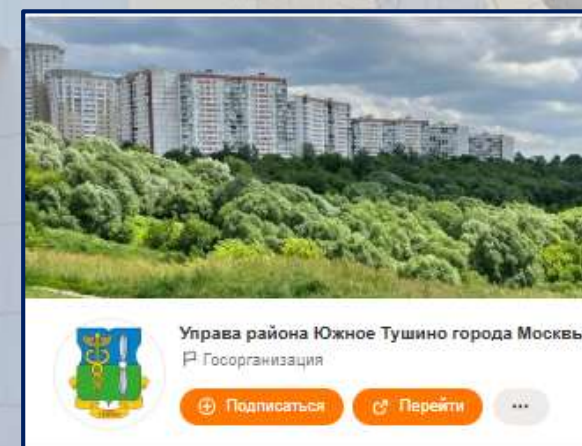 Управа района Южное Тушино города Москвы
Госорганизация
Подписаться
Перейти
...